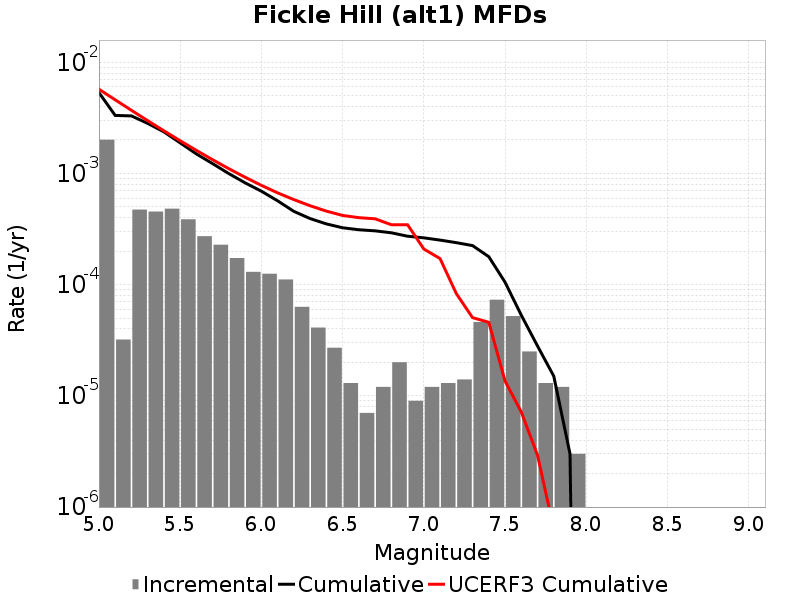 Fickle Hill (alt1) MFDs
10-2
10-3
10-4
10-5
10-6
Rate (1/yr)
5.0 5.5 6.0 6.5 7.0 7.5 8.0 8.5 9.0
Magnitude
Incremental Cumulative UCERF3 Cumulative